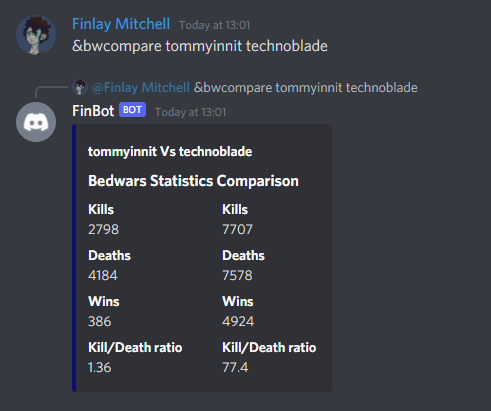 Finlay Mitchell Today at 13:01
&bwcompare tommyinnit technoblade
@Finlay Mitchell &bwcompare tommyinnit technoblade
FinBot BOT Today at 13:01
tommyinnit Vs technoblade
Bedwars Statistics Comparison
Kills Kills
2798 7707
Deaths Deaths
4184 7578
Wins Wins
386 4924
Kill/Death ratio Kill/Death ratio
1.36 77.4